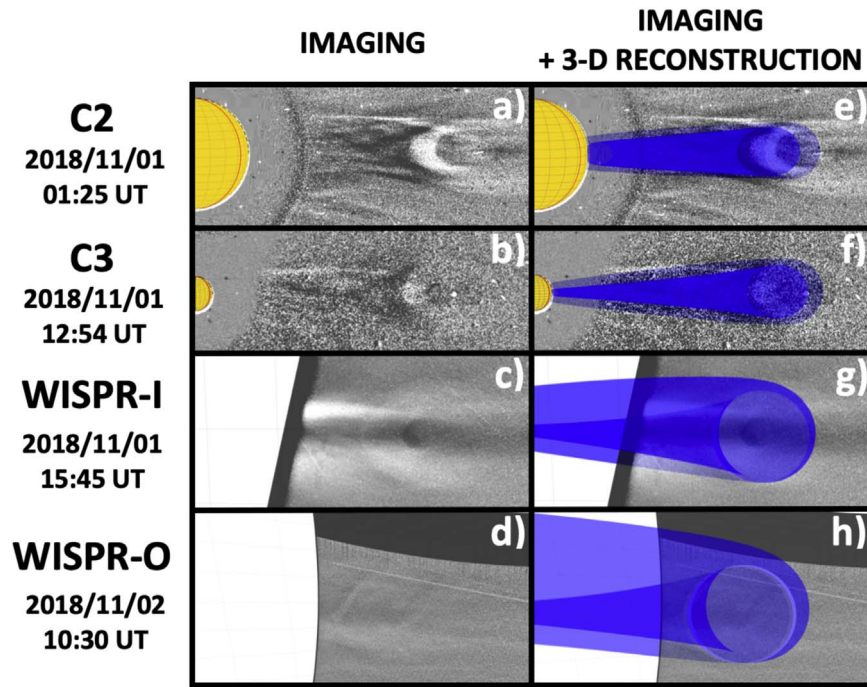 IMAGING
IMAGING
+ 3-D RECONSTRUCTION
C2
2018/11/01
01:25 UT
a)
e)
C3
2018/11/01
12:54 UT
b)
f)
WISPR-I
2018/11/01
15:45 UT
c)
g)
WISPR-O
2018/11/02
10:30 UT
d)
h)